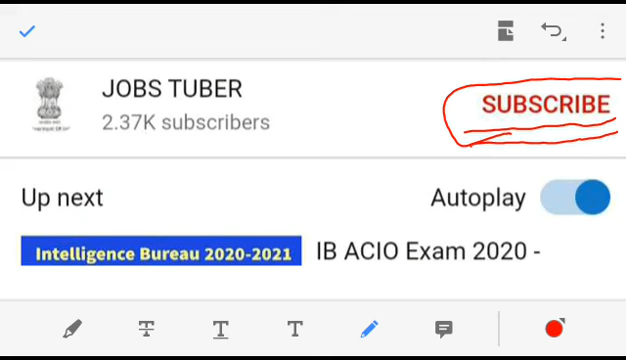 JOBS TUBER
2.37K subscribers
SUBSCRIBE
Up next
Autoplay
Intelligence Bureau 2020-2021
IB ACIO Exam 2020 -
T
T
T